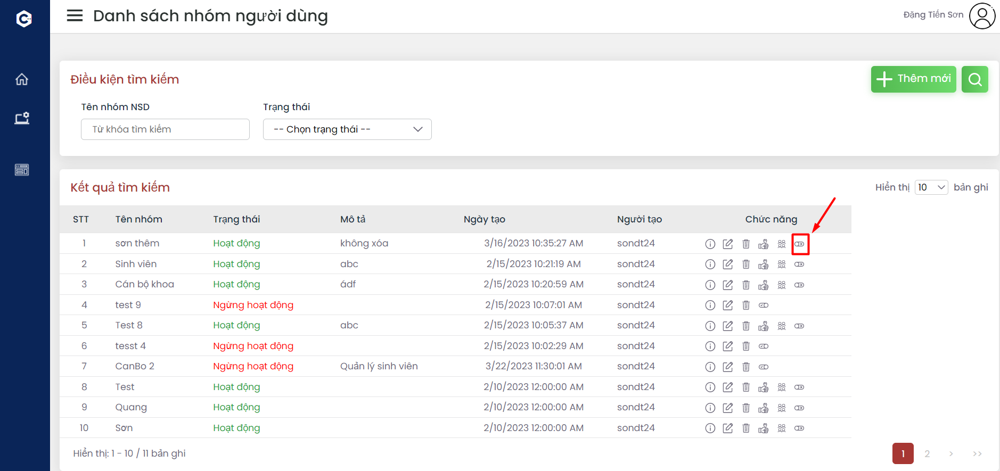 Danh sách nhóm người dùng
Đặng Tiến Sơn
Điều kiện tìm kiếm
Thêm mới
Tên nhóm NSD Trạng thái
Từ khóa tìm kiếm -- Chọn trạng thái --
Kết quả tìm kiếm
Hiển thị 10 bản ghi
STT Tên nhóm Trạng thái Mô tả Ngày tạo Người tạo Chức năng
1 sơn thêm Hoạt động không xóa 3/16/2023 10:35:27 AM sondt24
2 Sinh viên Hoạt động abc 2/15/2023 10:21:19 AM sondt24
3 Cán bộ khoa Hoạt động ádf 2/15/2023 10:20:59 AM sondt24
4 test 9 Ngừng hoạt động 2/15/2023 10:07:01 AM sondt24
5 Test 8 Hoạt động abc 2/15/2023 10:05:37 AM sondt24
6 tesst 4 Ngừng hoạt động 2/15/2023 10:02:29 AM sondt24
7 CanBo 2 Ngừng hoạt động Quản lý sinh viên 3/22/2023 11:30:01 AM sondt24
8 Test Hoạt động 2/10/2023 12:00:00 AM sondt24
9 Quang Hoạt động 2/10/2023 12:00:00 AM sondt24
10 Sơn Hoạt động 2/10/2023 12:00:00 AM sondt24
Hiển thị: 1 - 10 / 11 bản ghi
1 2 > >>